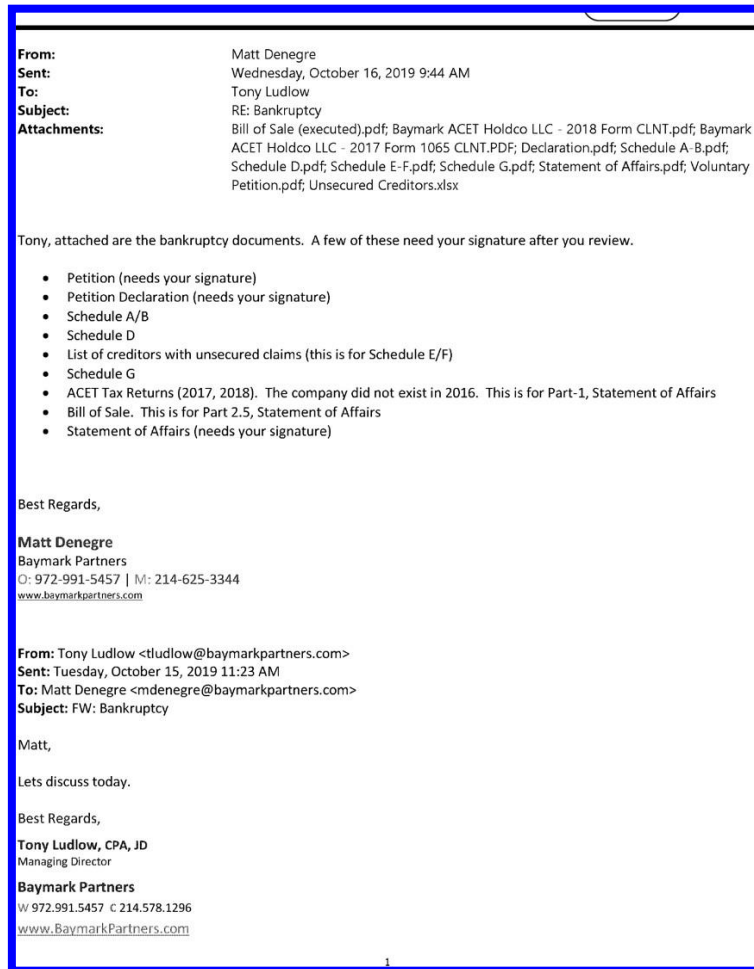 From: Matt Denegre
Sent: Wednesday, October 16, 2019 9:44 AM
To: Tony Ludlow
Subject: RE: Bankruptcy
Attachments: Bill of Sale (executed).pdf; Baymark ACET Holdco LLC - 2018 Form CLNT.pdf; Baymark
ACET Holdco LLC - 2017 Form 1065 CLNT.PDF; Declaration.pdf; Schedule A-B.pdf;
Schedule D.pdf; Schedule E-F.pdf; Schedule G.pdf; Statement of Affairs.pdf; Voluntary
Petition.pdf; Unsecured Creditors.xlsx
Tony, attached are the bankruptcy documents. A few of these need your signature after you review.
• Petition (needs your signature)
• Petition Declaration (needs your signature)
• Schedule A/B
• Schedule D
• List of creditors with unsecured claims (this is for Schedule E/F)
• Schedule G
• ACET Tax Returns (2017, 2018). The company did not exist in 2016. This is for Part-1, Statement of Affairs
• Bill of Sale. This is for Part 2.5, Statement of Affairs
• Statement of Affairs (needs your signature)
Best Regards,
Matt Denegre
Baymark Partners
O: 972-991-5457 | M: 214-625-3344
www.baymarkpartners.com
From: Tony Ludlow <tludlow@baymarkpartners.com>
Sent: Tuesday, October 15, 2019 11:23 AM
To: Matt Denegre <mdenegre@baymarkpartners.com>
Subject: FW: Bankruptcy
Matt,
Lets discuss today.
Best Regards,
Tony Ludlow, CPA, JD
Managing Director
Baymark Partners
W 972.991.5457 C 214.578.1296
www.BaymarkPartners.com
1